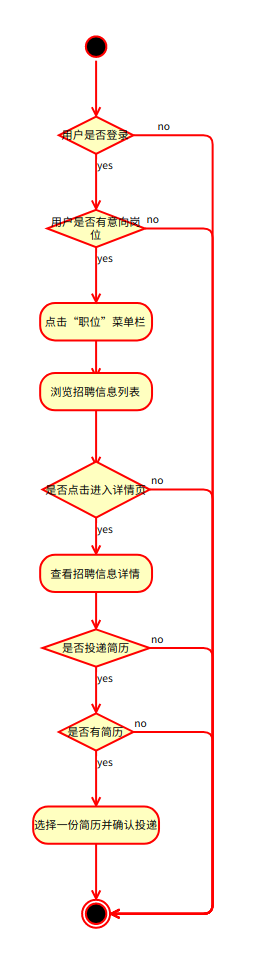 用户是否登录
no
yes
用户是否有意向岗
位
no
yes
点击“职位”菜单栏
浏览招聘信息列表
是否点击进入详情页
no
yes
查看招聘信息详情
是否投递简历
no
yes
是否有简历
no
yes
选择一份简历并确认投递